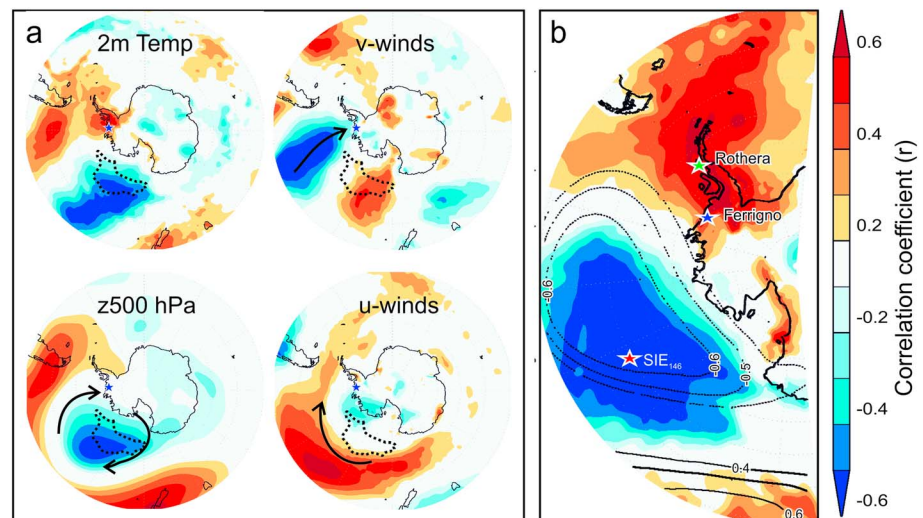 a
2m Temp
v-winds
z500 hPa
u-winds
b
Rothera
Ferrigno
SIE146
-0.6
-0.6
-0.5
0.4
0.6
0.6
0.4
0.2
-0.2
-0.4
-0.6
Correlation coefficient (r)